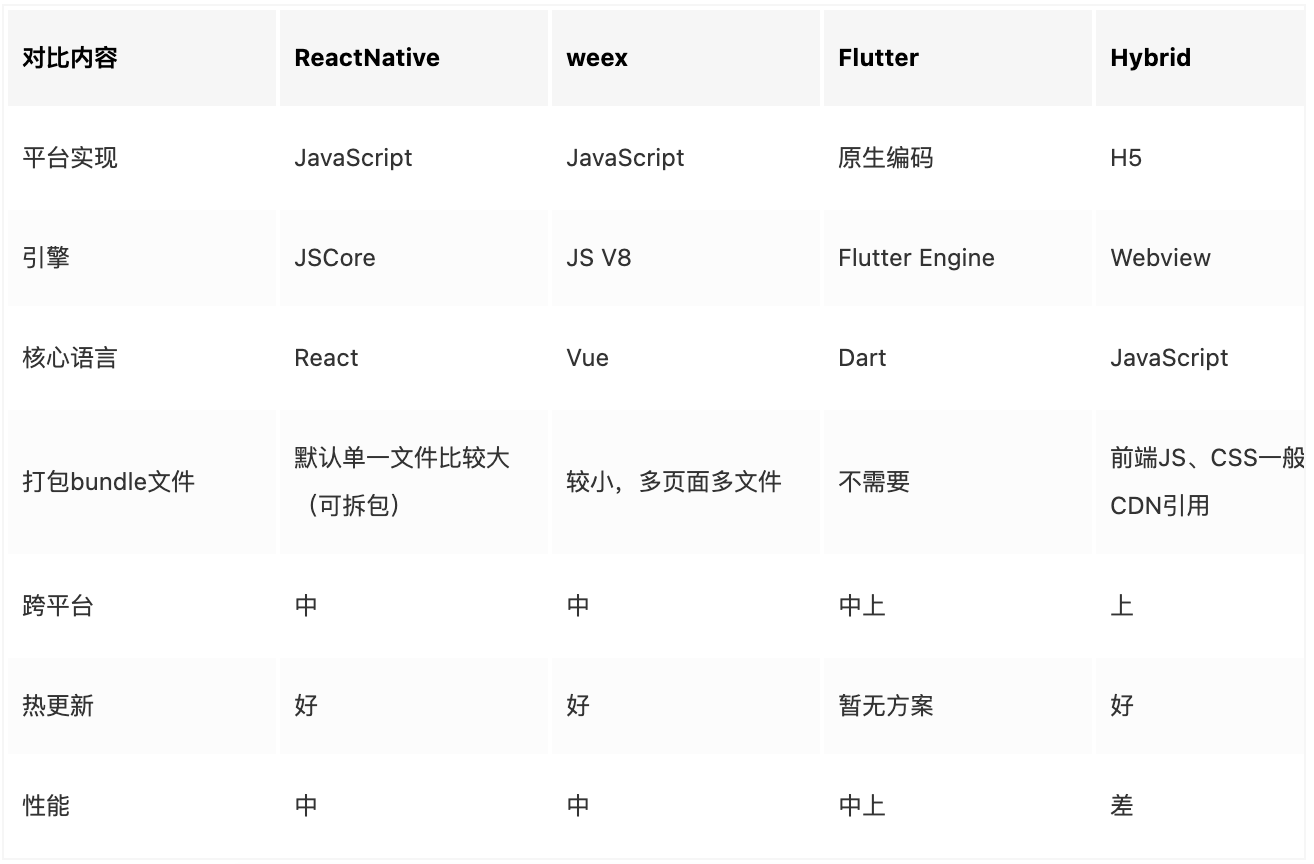 对比内容 ReactNative weex Flutter Hybrid
平台实现 JavaScript JavaScript 原生编码 H5
引擎 JSCore JS V8 Flutter Engine Webview
核心语言 React Vue Dart JavaScript
打包bundle文件 默认单一文件比较大（可拆包） 较小，多页面多文件 不需要 前端JS、CSS一般CDN引用
跨平台 中 中 中上 上
热更新 好 好 暂无方案 好
性能 中 中 中上 差